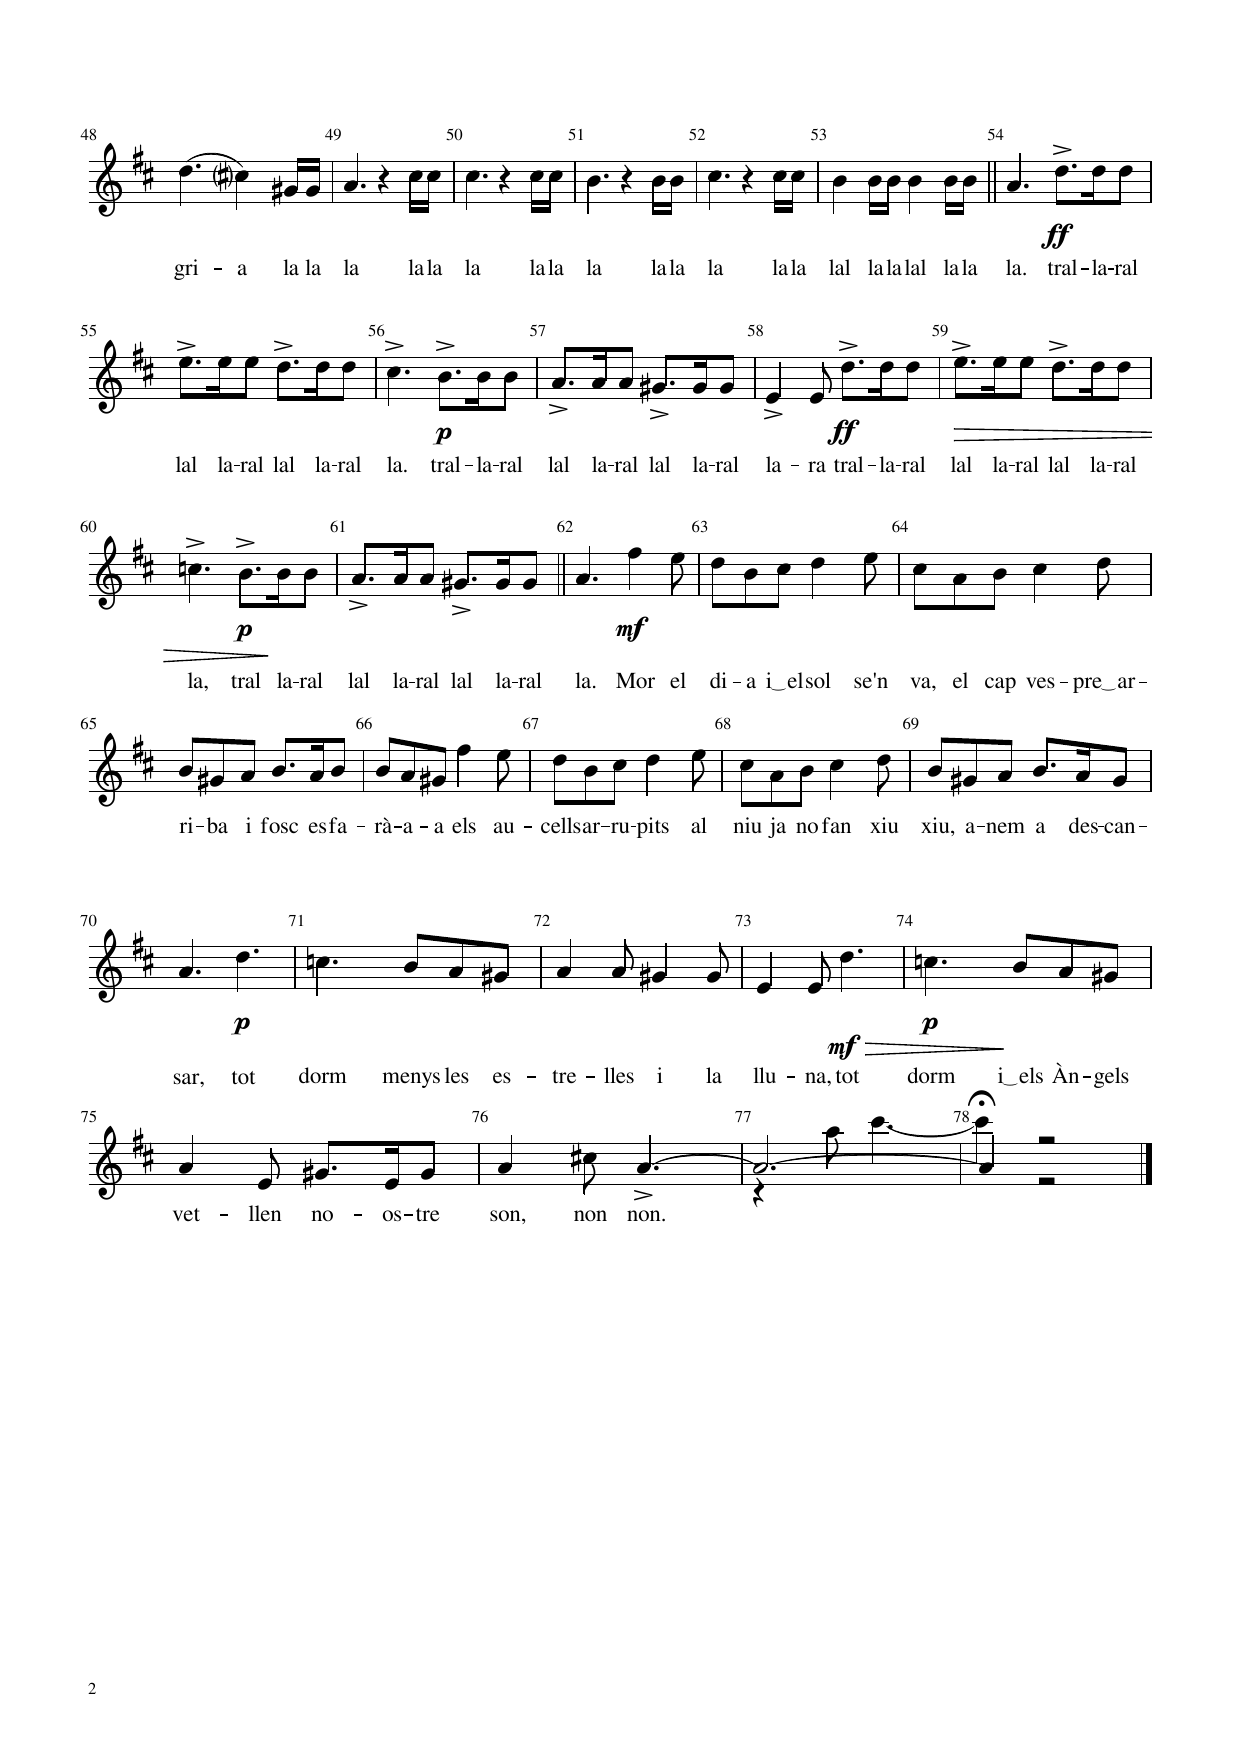 48 49 50 51 52 53 54
ff
gri - a la la la la la la la la la la la la la la lal la la lal la la la. tral - la - ral
55 56 57 58 59
p ff
lal la - ral lal la - ral la. tral - la - ral lal la - ral lal la - ral la - ra tral - la - ral lal la - ral lal la - ral
60 61 62 63 64
p mf
la, tral la - ral lal la - ral lal la - ral la. Mor el di - a i‿el sol se'n va, el cap ves - pre‿ar -
65 66 67 68 69
ri - ba i fosc es fa - rà - a - a els au - cells ar - ru - pits al niu ja no fan xiu xiu, a - nem a des - can -
70 71 72 73 74
p mf p
sar, tot dorm menys les es - tre - lles i la llu - na, tot dorm i‿els Àn - gels
75 76 77 78
vet - llen no - os - tre son, non non.
2